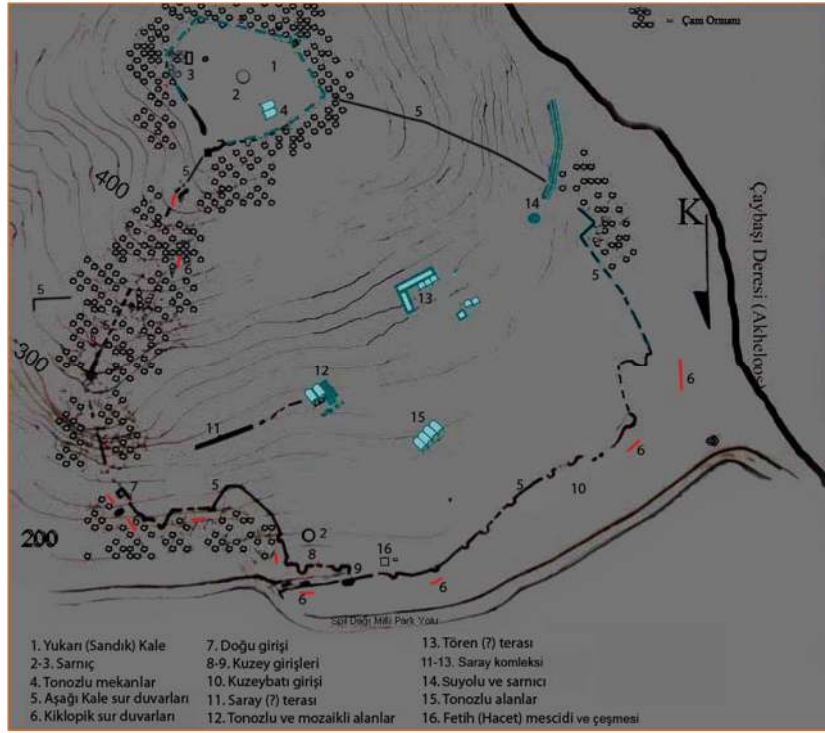 = Çam Ormanı
1
3
2
4
5
5
400
14
K
Çaybaşı Deresi (Akheloos)
5
6
5
13
300
12
6
15
11
6
7
5
5
10
6
200
2
16
8
9
6
6
Spil Dağı Milli Park Yolu
1. Yukarı (Sandık) Kale
2-3. Sarnıç
4. Tonozlu mekanlar
5. Aşağı Kale sur duvarları
6. Kiklopik sur duvarları
7. Doğu girişi
8-9. Kuzey girişleri
10. Kuzeybatı girişi
11. Saray (?) terası
12. Tonozlu ve mozaikli alanlar
13. Tören (?) terası
11-13. Saray komleksi
14. Suyolu ve sarnıcı
15. Tonozlu alanlar
16. Fetih (Hacet) mescidi ve çeşmesi